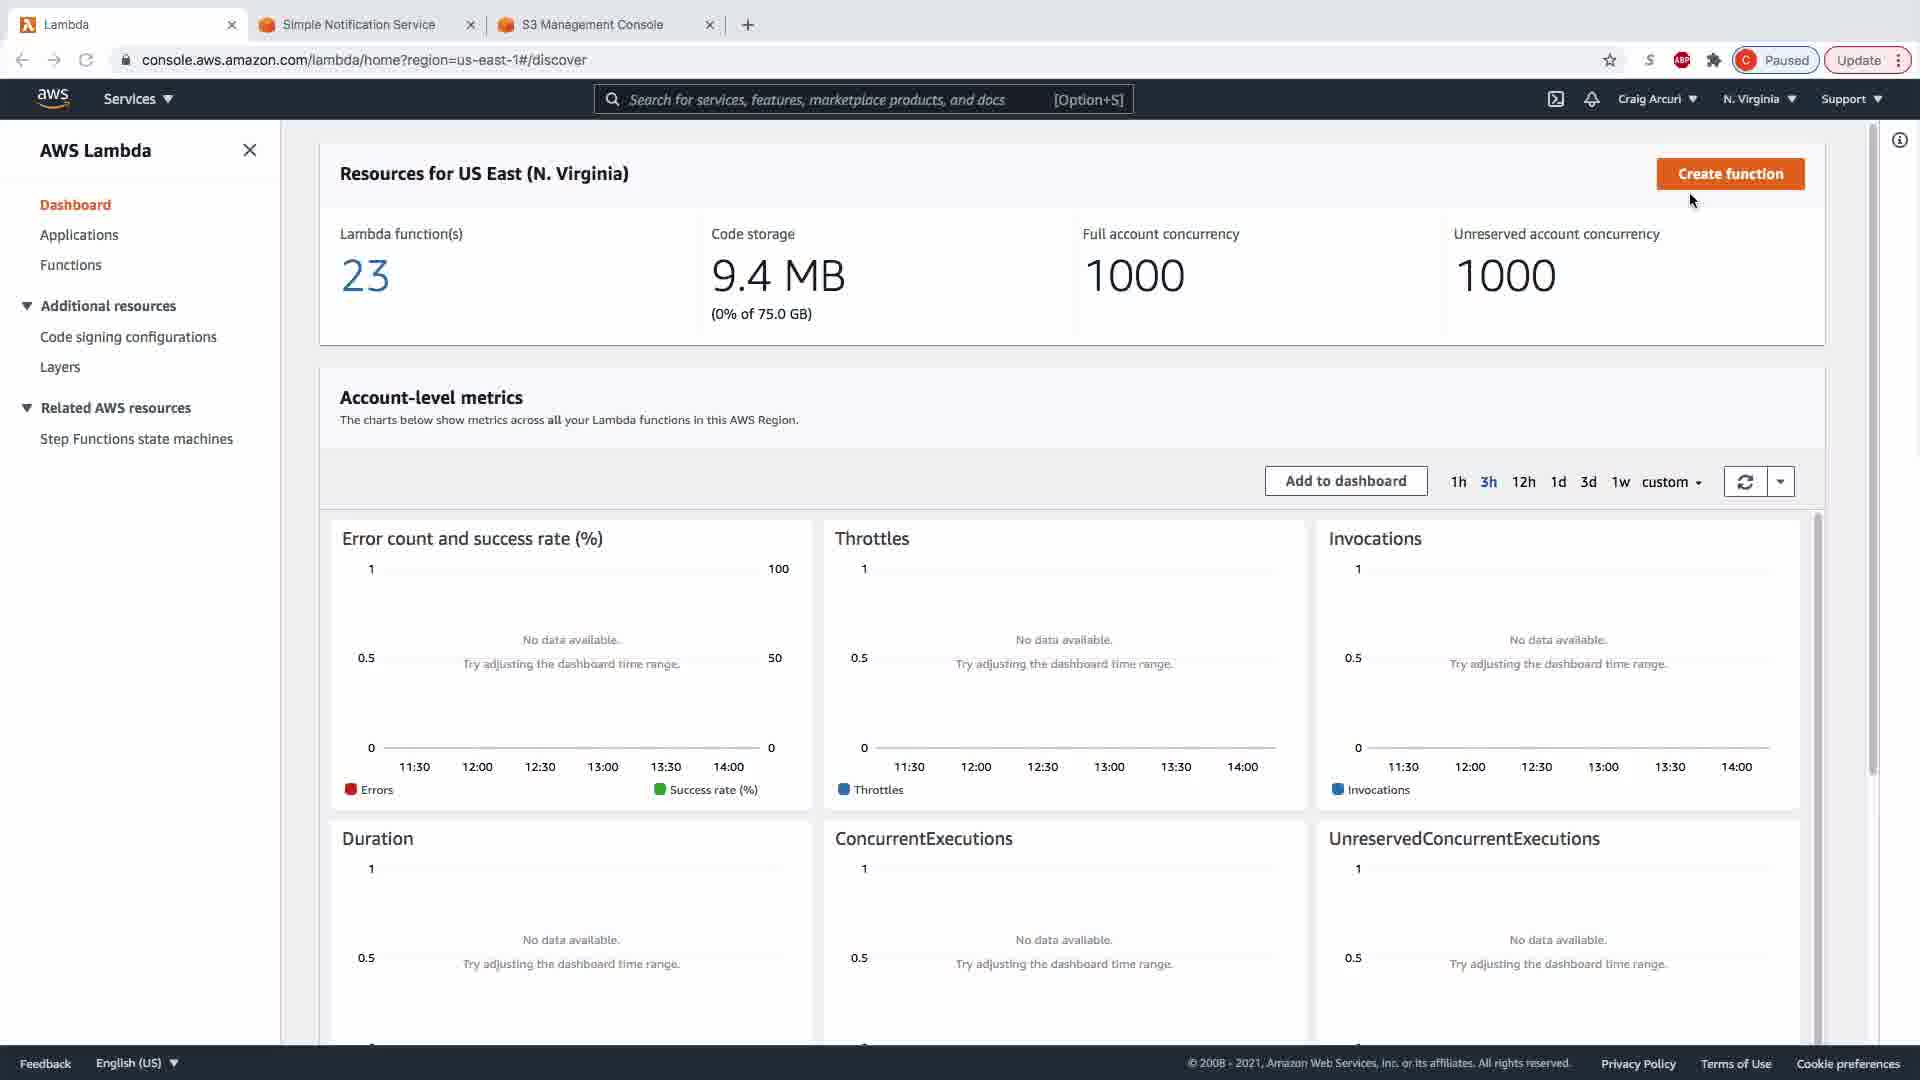 Lambda
Simple Notification Service
S3 Management Console
console.aws.amazon.com/lambda/home?region=us-east-1#/discover
S
ABP
C
Paused
Update
aws
Services
Search for services, features, marketplace products, and docs
[Option+S]
Craig Arcuri
N. Virginia
Support
AWS Lambda
Dashboard
Applications
Functions
Additional resources
Code signing configurations
Layers
Related AWS resources
Step Functions state machines
Resources for US East (N. Virginia)
Create function
Lambda function(s)
23
Code storage
9.4 MB
(0% of 75.0 GB)
Full account concurrency
1000
Unreserved account concurrency
1000
Account-level metrics
The charts below show metrics across all your Lambda functions in this AWS Region.
Add to dashboard
1h 3h 12h 1d 3d 1w custom
Error count and success rate (%)
1
100
No data available.
Try adjusting the dashboard time range.
0.5
50
0
0
11:30 12:00 12:30 13:00 13:30 14:00
Errors
Success rate (%)
Throttles
1
No data available.
Try adjusting the dashboard time range.
0.5
0
11:30 12:00 12:30 13:00 13:30 14:00
Throttles
Invocations
1
No data available.
Try adjusting the dashboard time range.
0.5
0
11:30 12:00 12:30 13:00 13:30 14:00
Invocations
Duration
1
No data available.
Try adjusting the dashboard time range.
0.5
ConcurrentExecutions
1
No data available.
Try adjusting the dashboard time range.
0.5
UnreservedConcurrentExecutions
1
No data available.
Try adjusting the dashboard time range.
0.5
Feedback
English (US)
© 2008 - 2021, Amazon Web Services, Inc. or its affiliates. All rights reserved.
Privacy Policy
Terms of Use
Cookie preferences